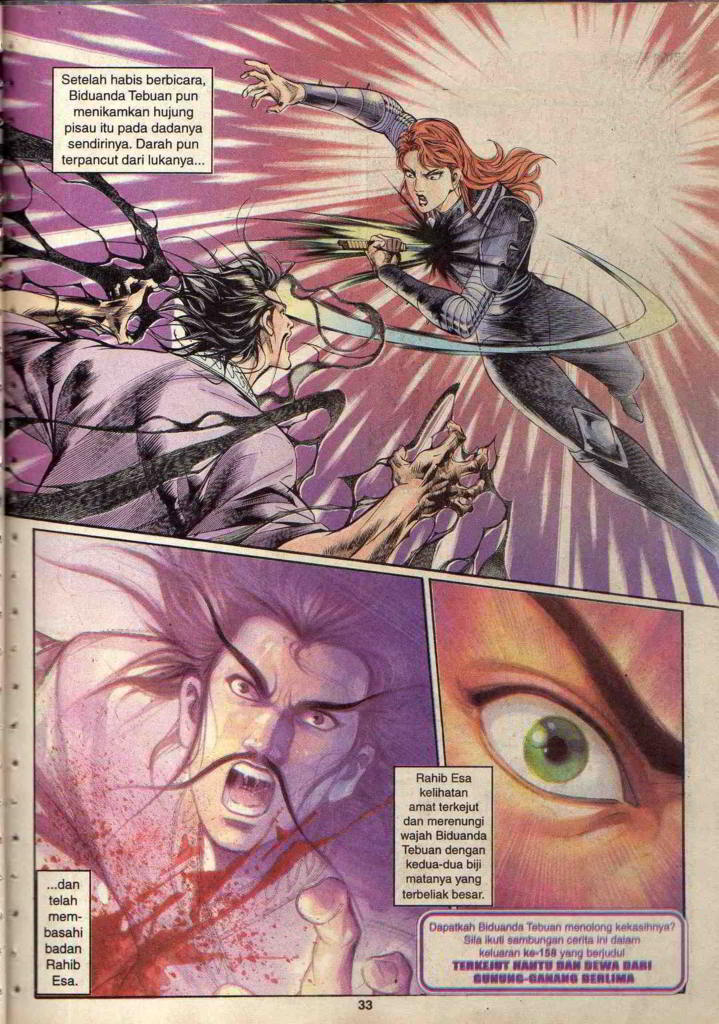 Setelah habis berbicara,
Biduanda Tebuan pun
menikamkan hujung
pisau itu pada dadanya
sendirinya. Darah pun
terpancut dari lukanya...
...dan
telah
mem-
basahi
badan
Rahib
Esa.
Rahib Esa
kelihatan
amat terkejut
dan merenungi
wajah Biduanda
Tebuan dengan
kedua-dua biji
matanya yang
terbeliak besar.
Dapatkah Biduanda Tebuan menolong kekasihnya?
Sila ikuti sambungan cerita ini dalam
keluaran ke-158 yang berjudul
TERKEJUT HANTU DAN DEWA DARI
GUNUNG-GANANG BERLIMA
33